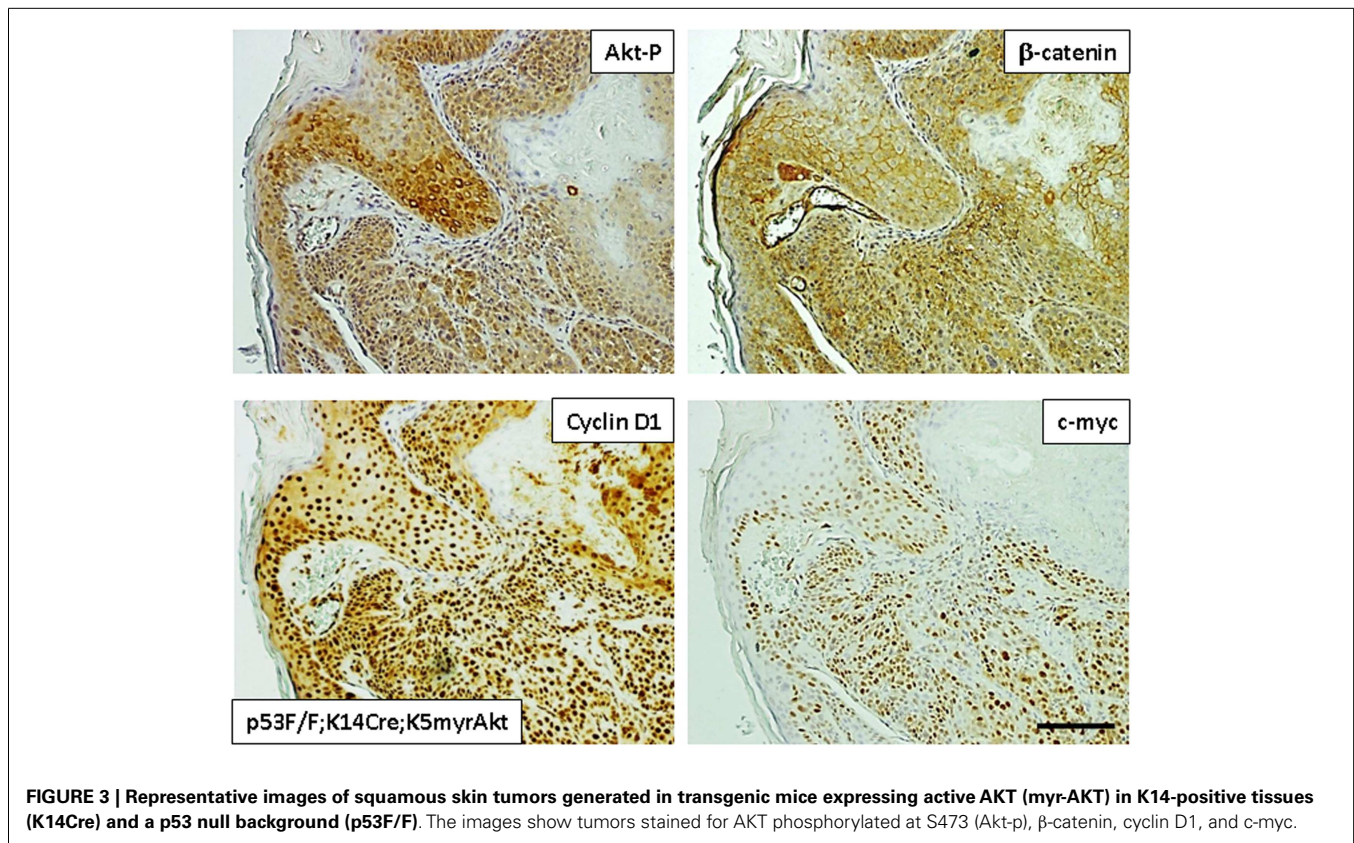 Akt-P
β-catenin
Cyclin D1
c-myc
p53F/F;K14Cre;K5myrAkt
FIGURE 3 | Representative images of squamous skin tumors generated in transgenic mice expressing active AKT (myr-AKT) in K14-positive tissues
(K14Cre) and a p53 null background (p53F/F). The images show tumors stained for AKT phosphorylated at S473 (Akt-p), β-catenin, cyclin D1, and c-myc.